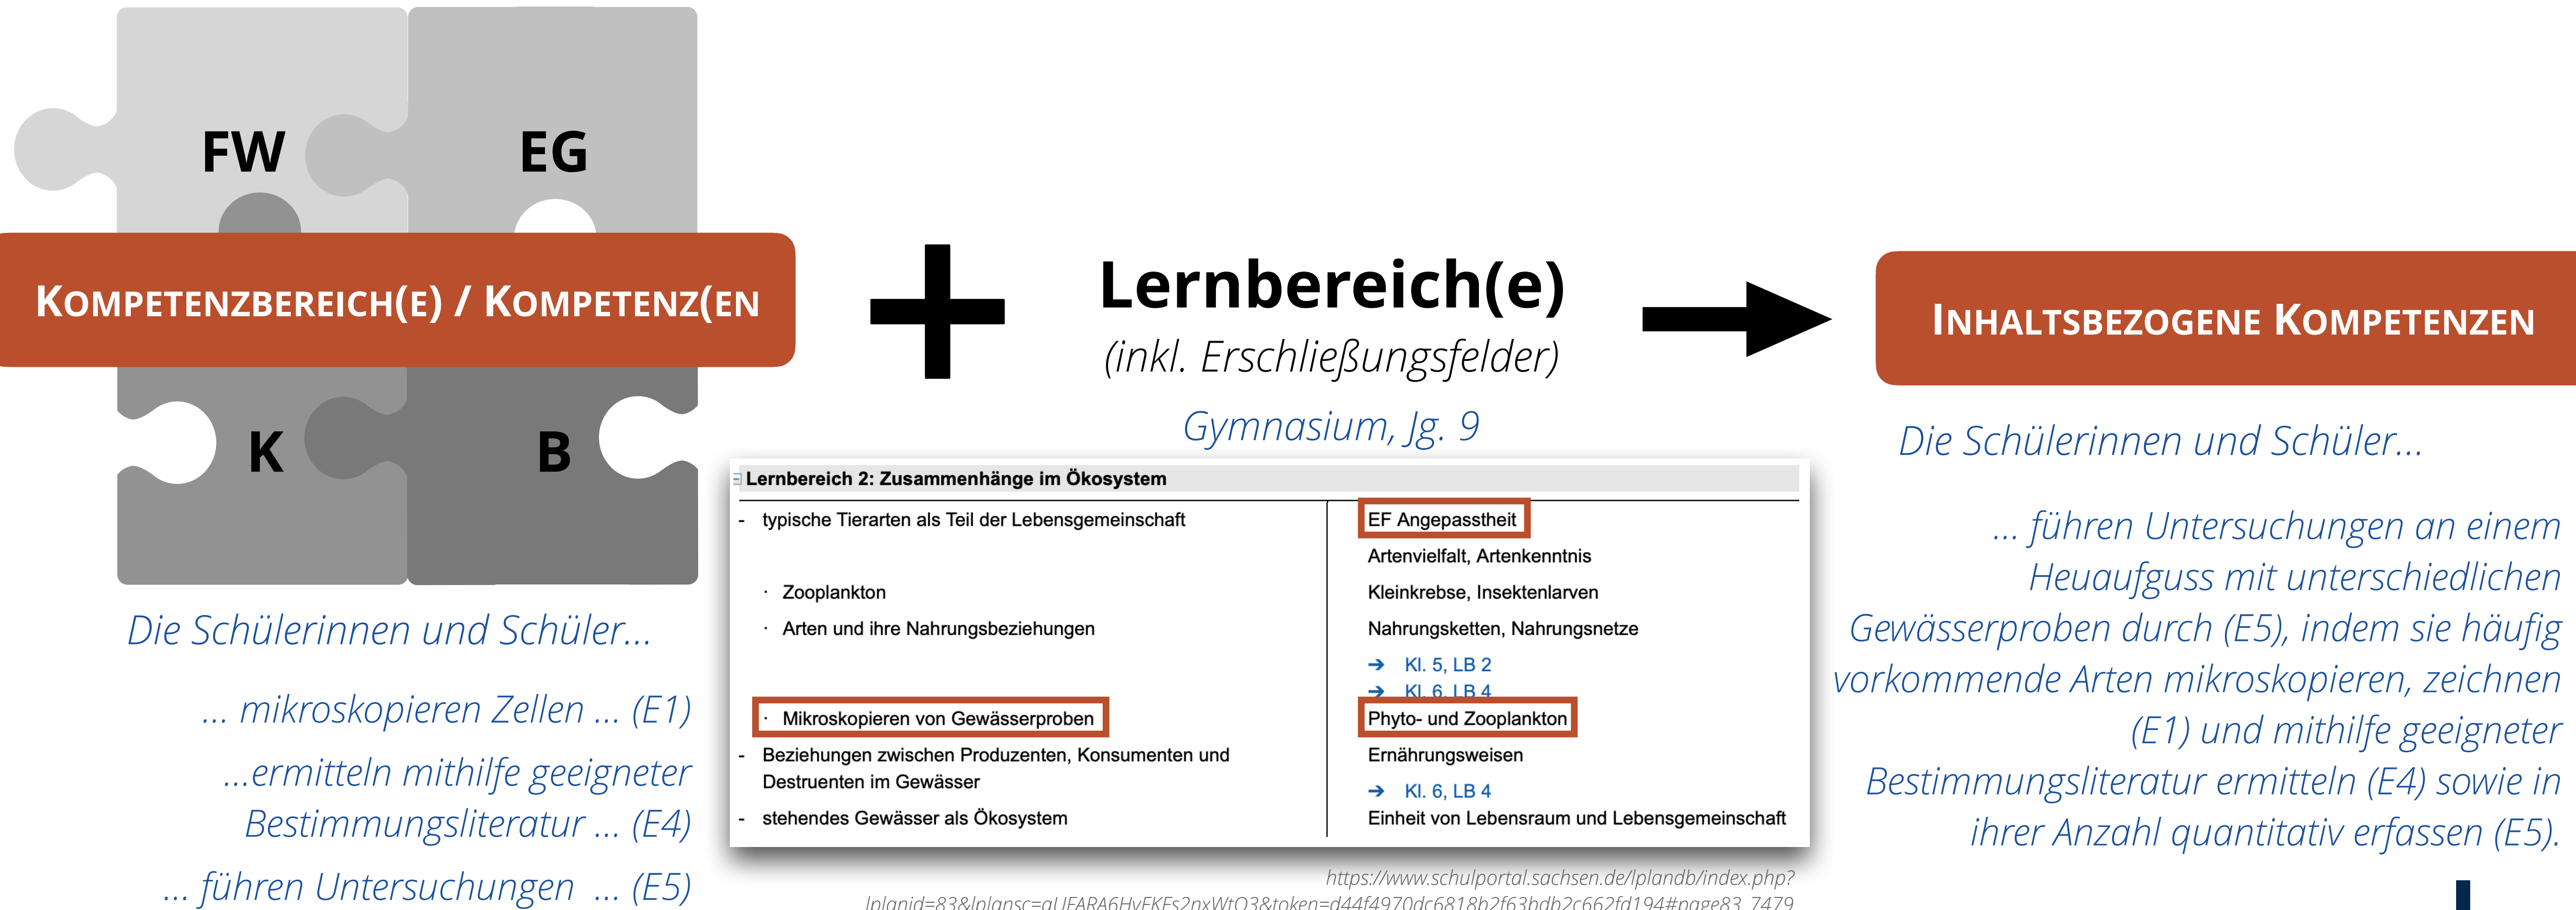 FW
EG
KOMPETENZBEREICH(E) / KOMPETENZ(EN
K
B
Die Schülerinnen und Schüler...
... mikroskopieren Zellen ... (E1)
...ermitteln mithilfe geeigneter
Bestimmungsliteratur ... (E4)
... führen Untersuchungen ... (E5)
Lernbereich(e)
(inkl. Erschließungsfelder)
Gymnasium, Jg. 9
Lernbereich 2: Zusammenhänge im Ökosystem
- typische Tierarten als Teil der Lebensgemeinschaft
EF Angepasstheit
Artenvielfalt, Artenkenntnis
· Zooplankton
Kleinkrebse, Insektenlarven
· Arten und ihre Nahrungsbeziehungen
Nahrungsketten, Nahrungsnetze
➔ Kl. 5, LB 2
➔ Kl. 6, LB 4
· Mikroskopieren von Gewässerproben
Phyto- und Zooplankton
- Beziehungen zwischen Produzenten, Konsumenten und
Destruenten im Gewässer
Ernährungsweisen
➔ Kl. 6, LB 4
- stehendes Gewässer als Ökosystem
Einheit von Lebensraum und Lebensgemeinschaft
https://www.schulportal.sachsen.de/lplandb/index.php?
INHALTSBEZOGENE KOMPETENZEN
Die Schülerinnen und Schüler...
... führen Untersuchungen an einem
Heuaufguss mit unterschiedlichen
Gewässerproben durch (E5), indem sie häufig
vorkommende Arten mikroskopieren, zeichnen
(E1) und mithilfe geeigneter
Bestimmungsliteratur ermitteln (E4) sowie in
ihrer Anzahl quantitativ erfassen (E5).